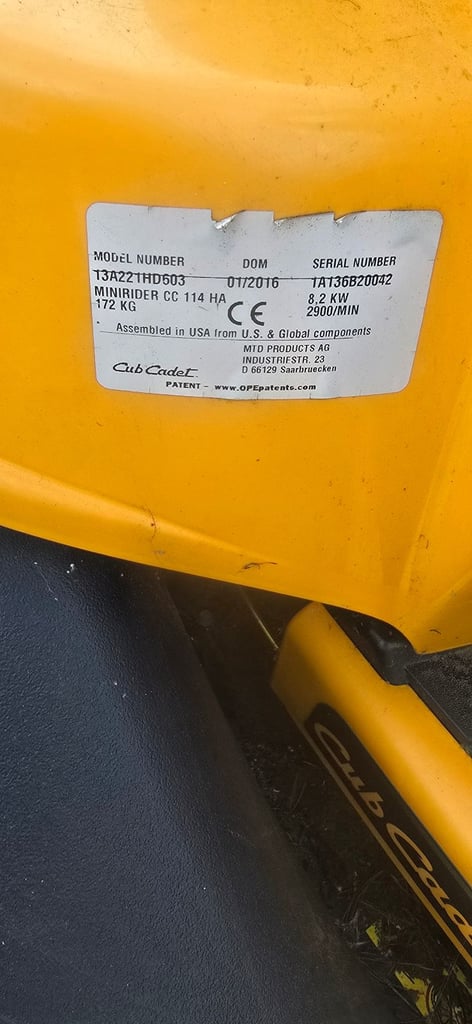 MODEL NUMBER DOM SERIAL NUMBER
13A221HD603 01/2016 1A136B20042
MINIRIDER CC 114 HA 8,2 KW
172 KG CE 2900/MIN
Assembled in USA from U.S. & Global components
MTD PRODUCTS AG
INDUSTRIFSTR. 23
Cub Cadet D 66129 Saarbruecken
PATENT - www.OPEpatents.com
Cub Cad